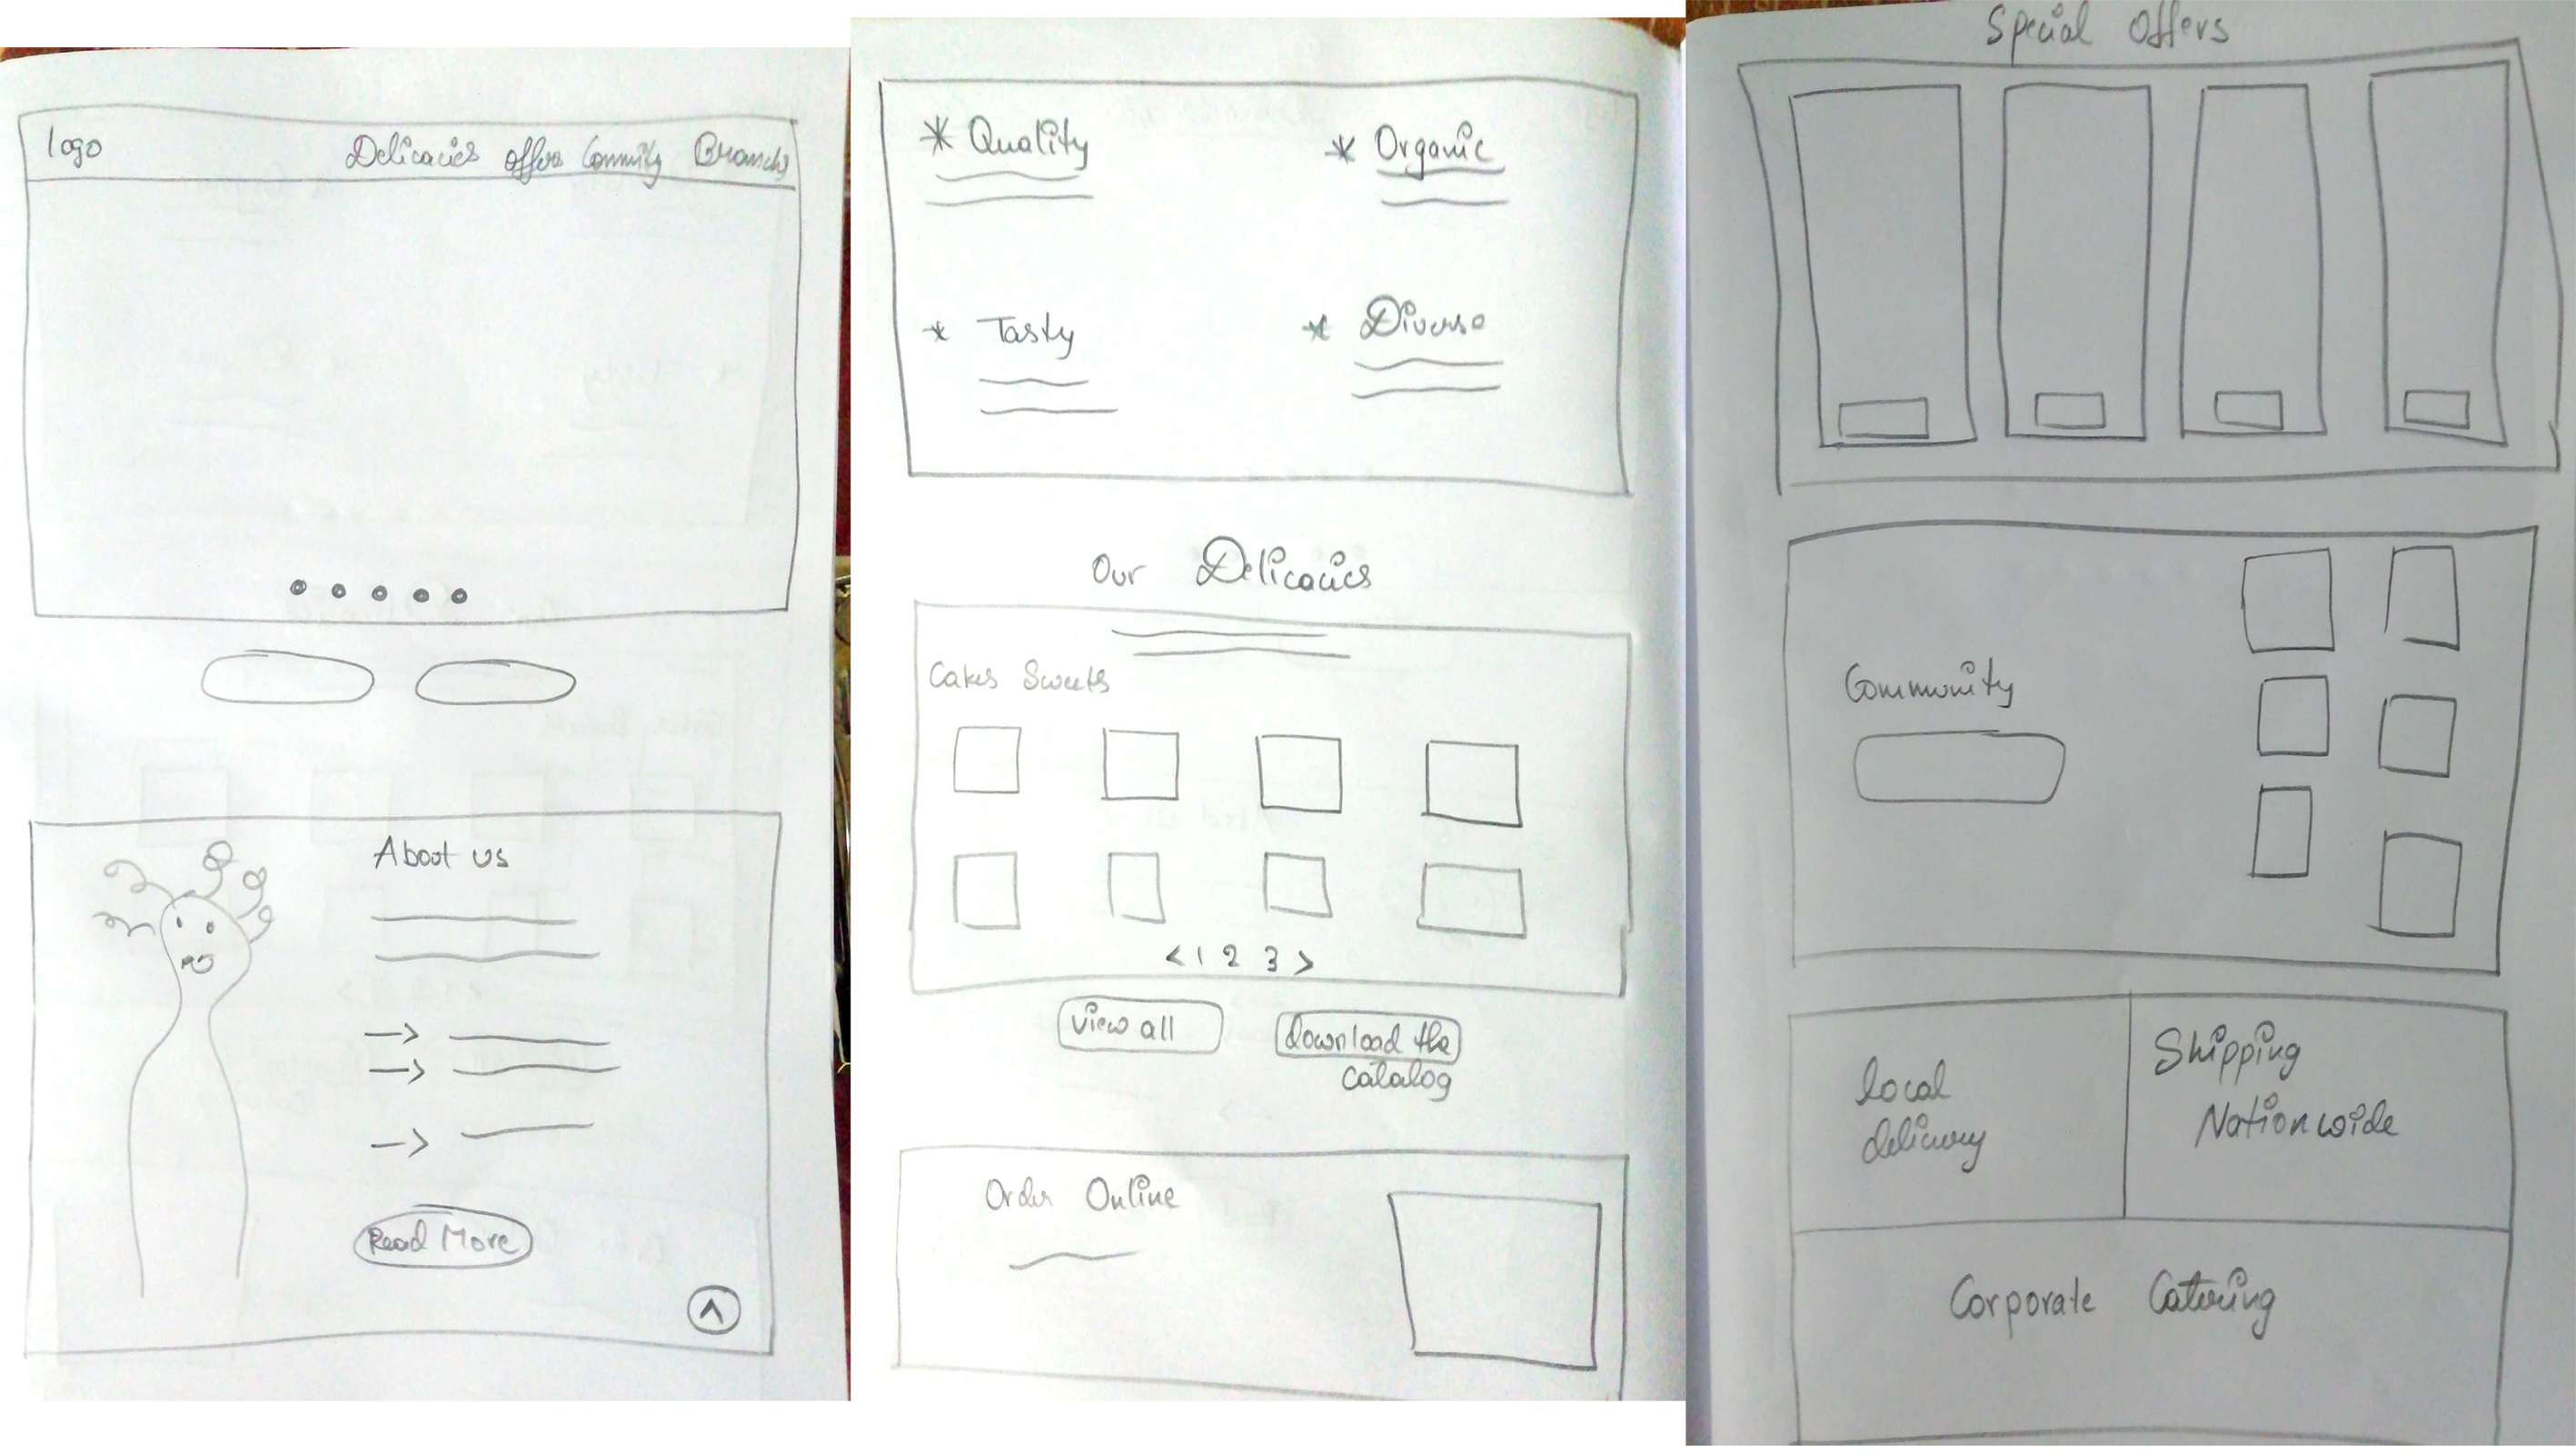 logo
Delicacies offers Community Branches
About us
Read More
* Quality
* Organic
* Tasty
* Diverse
Our Delicacies
Cakes Sweets
< 1 2 3 >
View all
Download the
catalog
Order Online
Special Offers
Community
local
delivery
Shipping
Nationwide
Corporate Catering